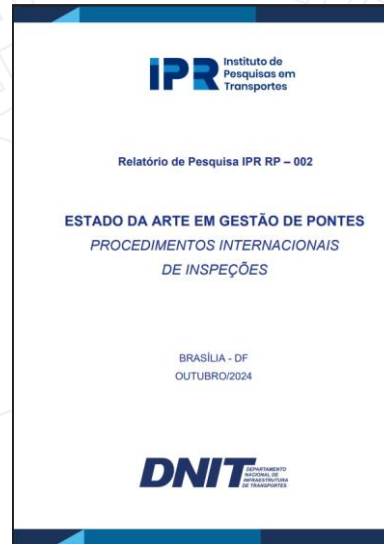 IPR Instituto de
Pesquisas em
Transportes
Relatório de Pesquisa IPR RP – 002
ESTADO DA ARTE EM GESTÃO DE PONTES
PROCEDIMENTOS INTERNACIONAIS
DE INSPEÇÕES
BRASÍLIA - DF
OUTUBRO/2024
DNIT DEPARTAMENTO
NACIONAL DE
INFRAESTRUTURA
DE TRANSPORTES